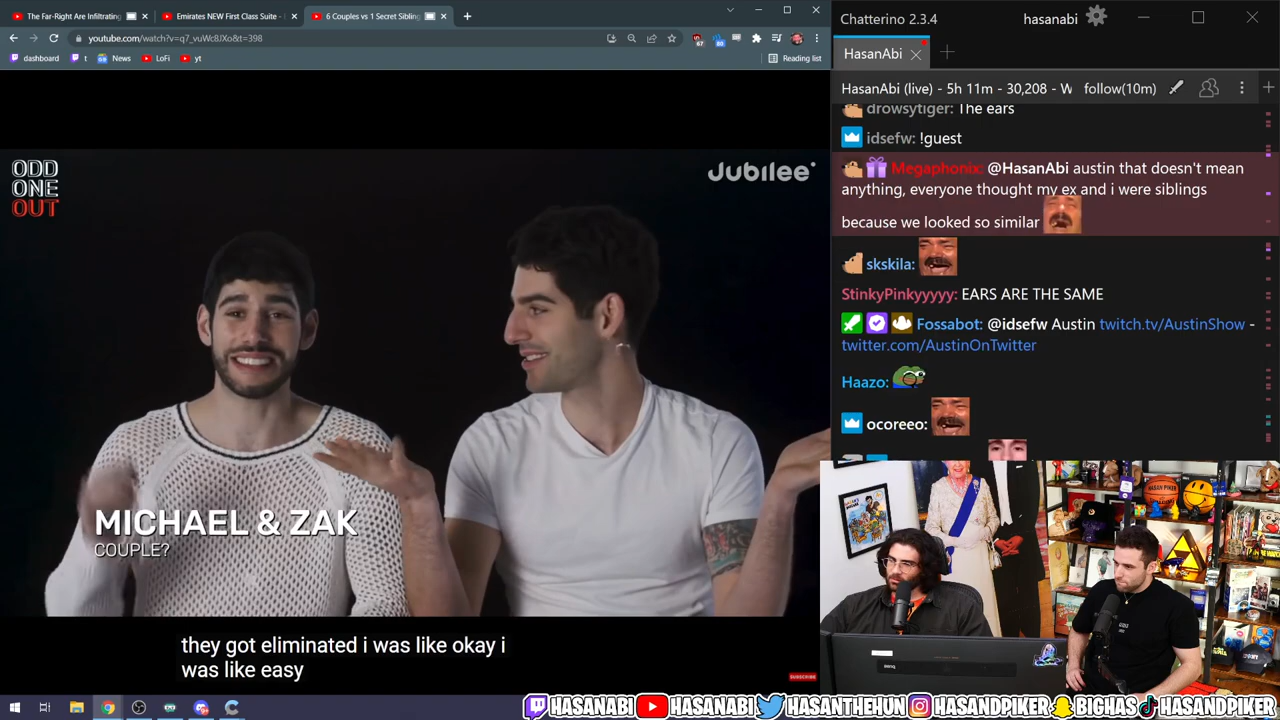 The Far-Right Are Infiltrating
Emirates NEW First Class Suite -
6 Couples vs 1 Secret Sibling
youtube.com/watch?v=q7_vuWc8JXo&t=398
dashboard
t
News
LoFi
yt
Reading list
ODD
ONE
OUT
Jubilee
MICHAEL & ZAK
COUPLE?
they got eliminated i was like okay i
was like easy
SUBSCRIBE
Chatterino 2.3.4
hasanabi
HasanAbi
HasanAbi (live) - 5h 11m - 30,208 - W
follow(10m)
drowsytiger: The ears
idsefw: !guest
Megaphonix: @HasanAbi austin that doesn't mean
anything, everyone thought my ex and i were siblings
because we looked so similar
skskila:
StinkyPinkyyyyy: EARS ARE THE SAME
Fossabot: @idsefw Austin twitch.tv/AustinShow -
twitter.com/AustinOnTwitter
Haazo:
ocoreeo:
HASAN PIKER
BenQ
HASANABI
HASANABI
HASANTHEHUN
HASANDPIKER
BIGHAS
HASANDPIKER